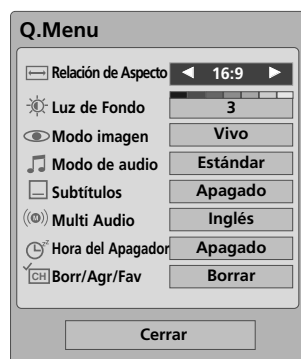 Q.Menu
Relación de Aspecto ◄ 16:9 ►
Luz de Fondo 3
Modo imagen Vivo
Modo de audio Estándar
Subtítulos Apagado
Multi Audio Inglés
Hora del Apagador Apagado
CH Borr/Agr/Fav Borrar
Cerrar